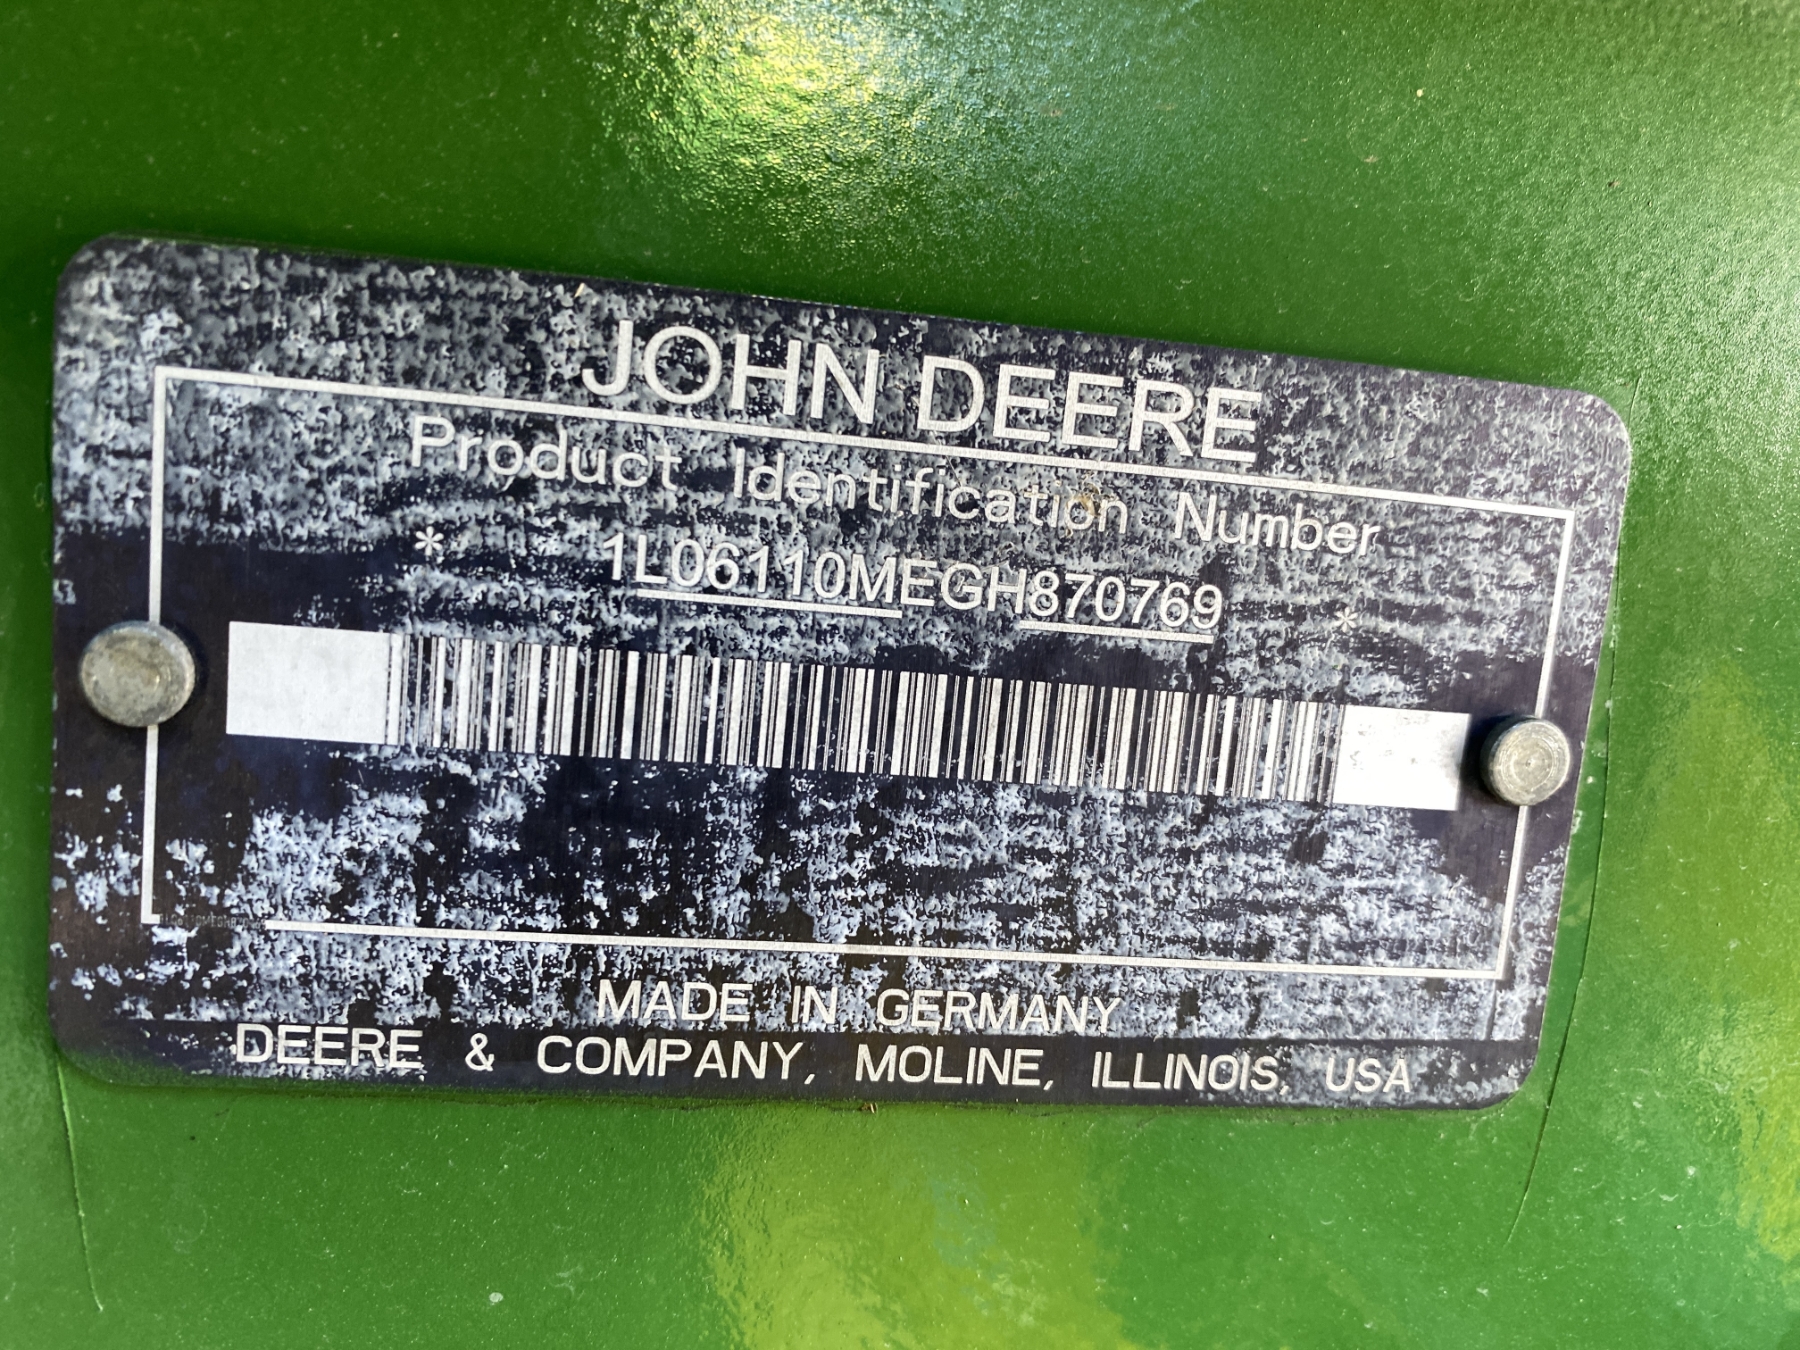 JOHN DEERE
Product Identification Number
* 1L06110MEGH870769 *
MADE IN GERMANY
DEERE & COMPANY, MOLINE, ILLINOIS, USA